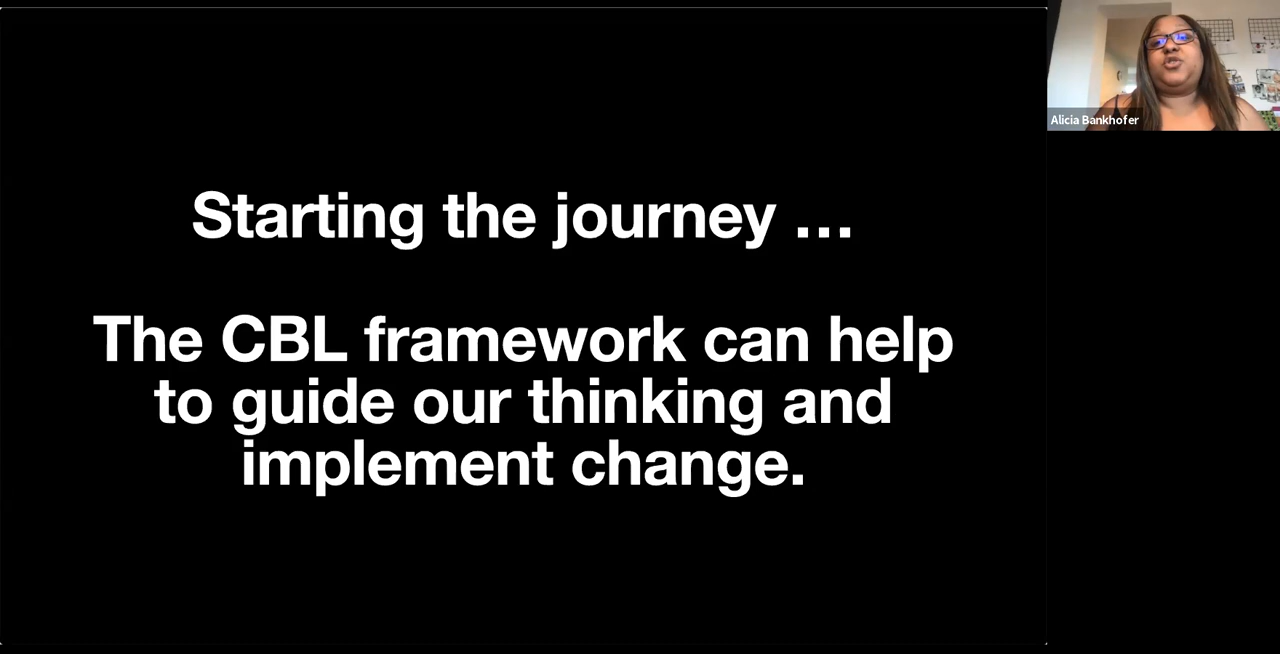 Starting the journey …
The CBL framework can help
to guide our thinking and
implement change.
Alicia Bankhofer